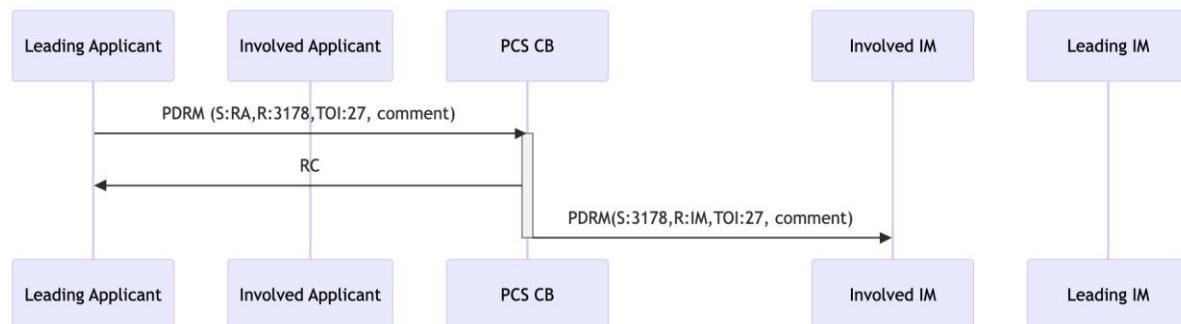 Leading Applicant
Involved Applicant
PCS CB
Involved IM
Leading IM
PDRM (S:RA,R:3178,TOI:27, comment)
RC
PDRM(S:3178,R:IM,TOI:27, comment)
Leading Applicant
Involved Applicant
PCS CB
Involved IM
Leading IM